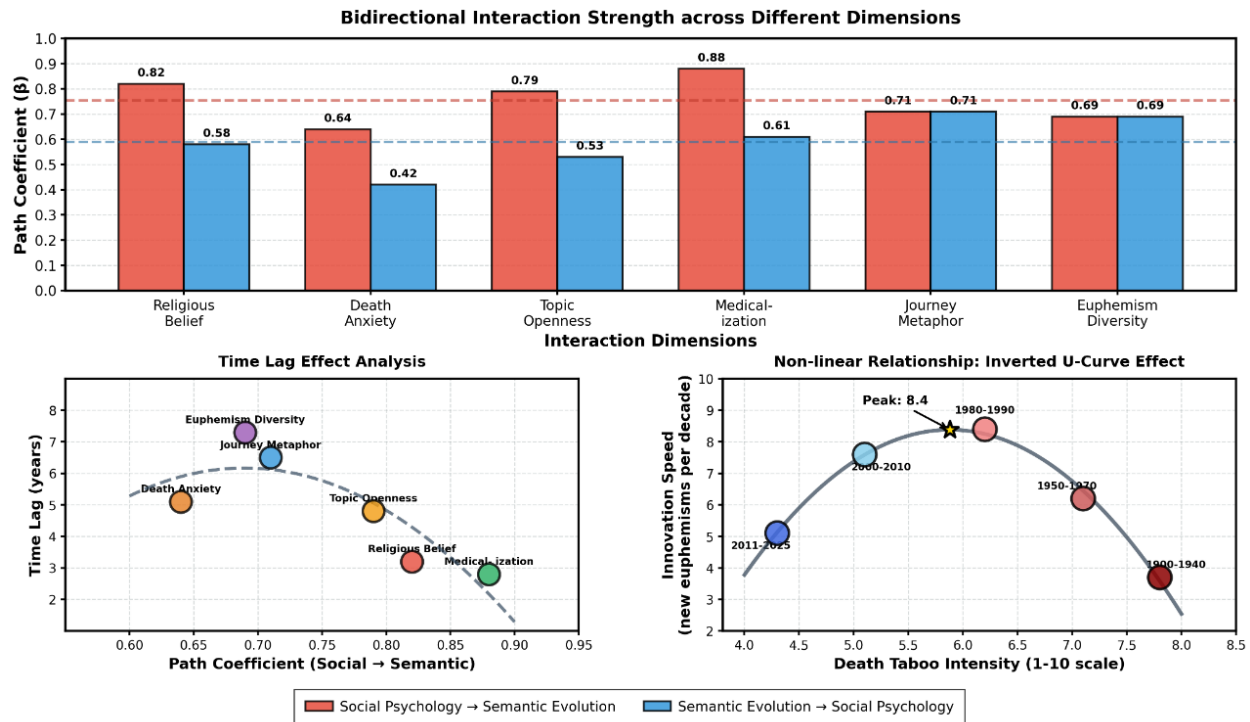 Bidirectional Interaction Strength across Different Dimensions
Path Coefficient (β)
1.0
0.9
0.8
0.7
0.6
0.5
0.4
0.3
0.2
0.1
0.0
0.82
0.58
0.64
0.42
0.79
0.53
0.88
0.61
0.71
0.71
0.69
0.69
Religious
Belief
Death
Anxiety
Topic
Openness
Medical-
ization
Journey
Metaphor
Euphemism
Diversity
Interaction Dimensions
Time Lag Effect Analysis
Time Lag (years)
8
7
6
5
4
3
2
Euphemism Diversity
Journey Metaphor
Death Anxiety
Topic Openness
Religious Belief
Medical- ization
0.60
0.65
0.70
0.75
0.80
0.85
0.90
0.95
Path Coefficient (Social → Semantic)
Non-linear Relationship: Inverted U-Curve Effect
Innovation Speed
(new euphemisms per decade)
10
9
8
7
6
5
4
3
2
Peak: 8.4
1980-1990
2000-2010
1950-1970
2011-2025
1900-1940
4.0
4.5
5.0
5.5
6.0
6.5
7.0
7.5
8.0
8.5
Death Taboo Intensity (1-10 scale)
Social Psychology → Semantic Evolution
Semantic Evolution → Social Psychology